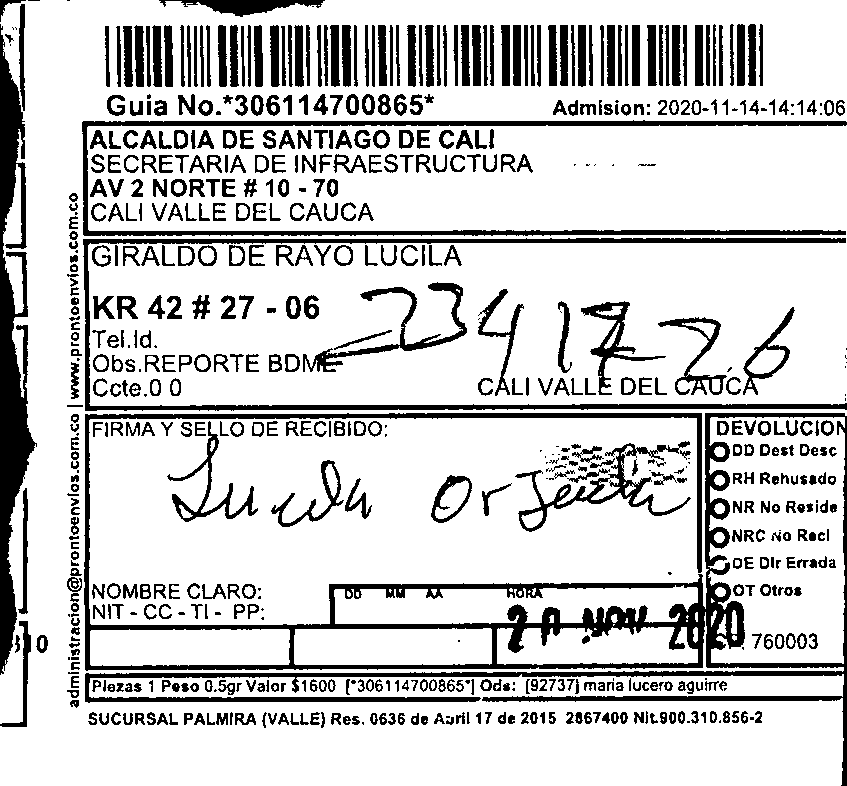 Guia No.*306114700865*
Admision: 2020-11-14-14:14:06
ALCALDIA DE SANTIAGO DE CALI
SECRETARIA DE INFRAESTRUCTURA
AV 2 NORTE # 10 - 70
CALI VALLE DEL CAUCA
GIRALDO DE RAYO LUCILA
KR 42 # 27 - 06
Tel.Id.
Obs.REPORTE BDME
Ccte.0 0
CALI VALLE DEL CAUCA
www.prontoenvios.com.co
administracion@prontoenvios.com.co
FIRMA Y SELLO DE RECIBIDO:
NOMBRE CLARO:
NIT - CC - TI - PP:
DD MM AA HORA
20 NOV 2020
DEVOLUCION
DD Dest Desc
RH Rehusado
NR No Reside
NRC No Recl
DE Dir Errada
OT Otros
760003
Piezas 1 Peso 0.5gr Valor $1600 [*306114700865*] Ods: [92737] maria lucero aguirre
SUCURSAL PALMIRA (VALLE) Res. 0636 de Abril 17 de 2015 2867400 Nit.900.310.856-2